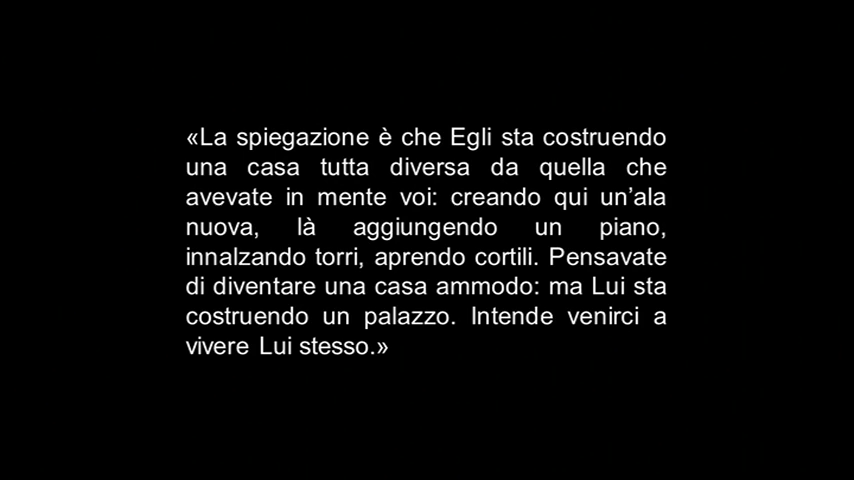 «La spiegazione è che Egli sta costruendo
una casa tutta diversa da quella che
avevate in mente voi: creando qui un’ala
nuova, là aggiungendo un piano,
innalzando torri, aprendo cortili. Pensavate
di diventare una casa ammodo: ma Lui sta
costruendo un palazzo. Intende venirci a
vivere Lui stesso.»